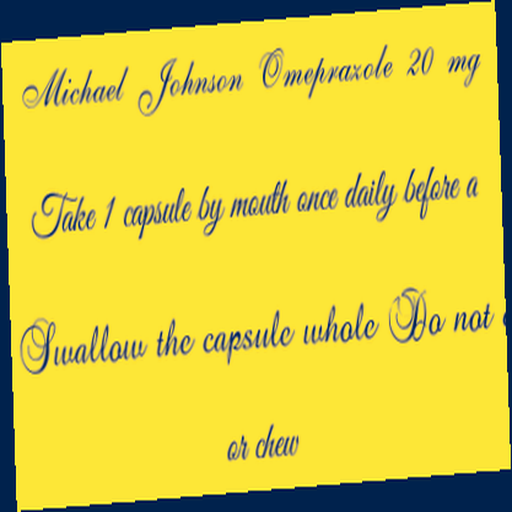 Michael Johnson Omeprazole 20 mg
Take 1 capsule by mouth once daily before a
Swallow the capsule whole Do not
or chew